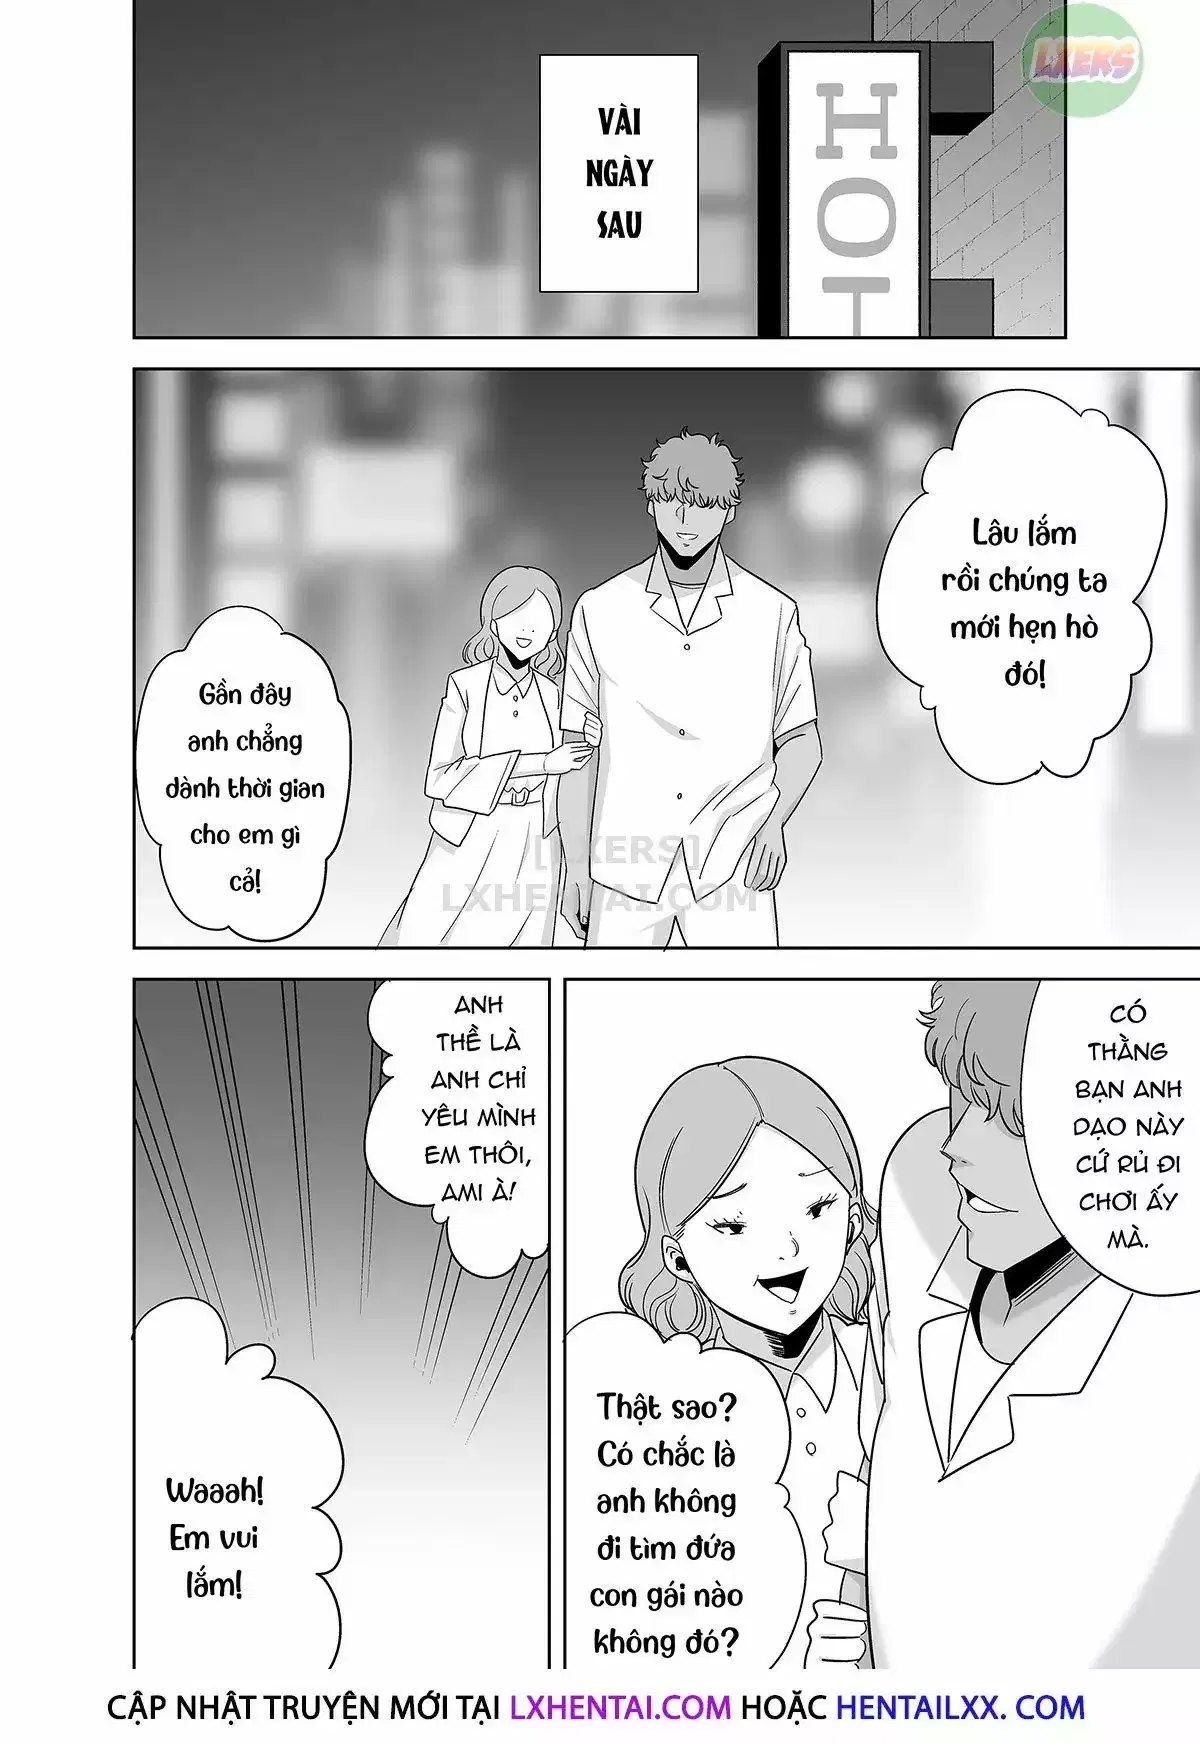 LXERS
VÀI
NGÀY
SAU
HOT
Lâu lắm
rồi chúng ta
mới hẹn hò
đó!
Gần đây
anh chẳng
dành thời gian
cho em gì
cả!
[LXERS]
LXHENTAI.COM
CÓ
THẰNG
BẠN ANH
DẠO NÀY
CỨ RỦ ĐI
CHƠI ẤY
MÀ.
Thật sao?
Có chắc là
anh không
đi tìm đứa
con gái nào
không đó?
ANH
THỀ LÀ
ANH CHỈ
YÊU MÌNH
EM THÔI,
AMI À!
Waaah!
Em vui
lắm!
CẬP NHẬT TRUYỆN MỚI TẠI LXHENTAI.COM HOẶC HENTAILXX. COM